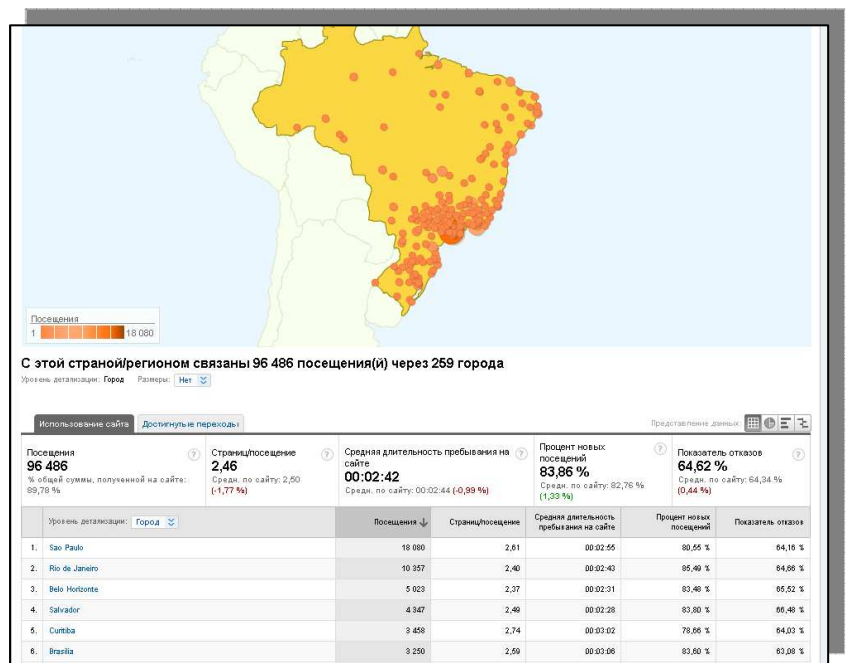 Посещения
1 18 080
С этой страной/регионом связаны 96 486 посещения(й) через 259 города
Уровень детализации: Город Размеры: Нет
Использование сайта Достигнутые переходы Представление данных:
Посещения
96 486
% общей суммы, полученной на сайте:
89,78 %
Страниц/посещение
2,46
Средн. по сайту: 2,50
(-1,77 %)
Средняя длительность пребывания на
сайте
00:02:42
Средн. по сайту: 00:02:44 (-0,99 %)
Процент новых
посещений
83,86 %
Средн. по сайту: 82,76 %
(1,33 %)
Показатель отказов
64,62 %
Средн. по сайту: 64,34 %
(0,44 %)
Уровень детализации: Город Посещения Страниц/посещение Средняя длительность пребывания на сайте Процент новых посещений Показатель отказов
1. Sao Paulo 18 080 2,61 00:02:55 80,55 % 64,16 %
2. Rio de Janeiro 10 357 2,40 00:02:43 85,49 % 64,66 %
3. Belo Horizonte 5 023 2,37 00:02:31 83,48 % 65,52 %
4. Salvador 4 347 2,49 00:02:28 83,80 % 66,48 %
5. Curitiba 3 458 2,74 00:03:02 78,66 % 64,03 %
6. Brasilia 3 250 2,59 00:03:06 83,60 % 63,08 %